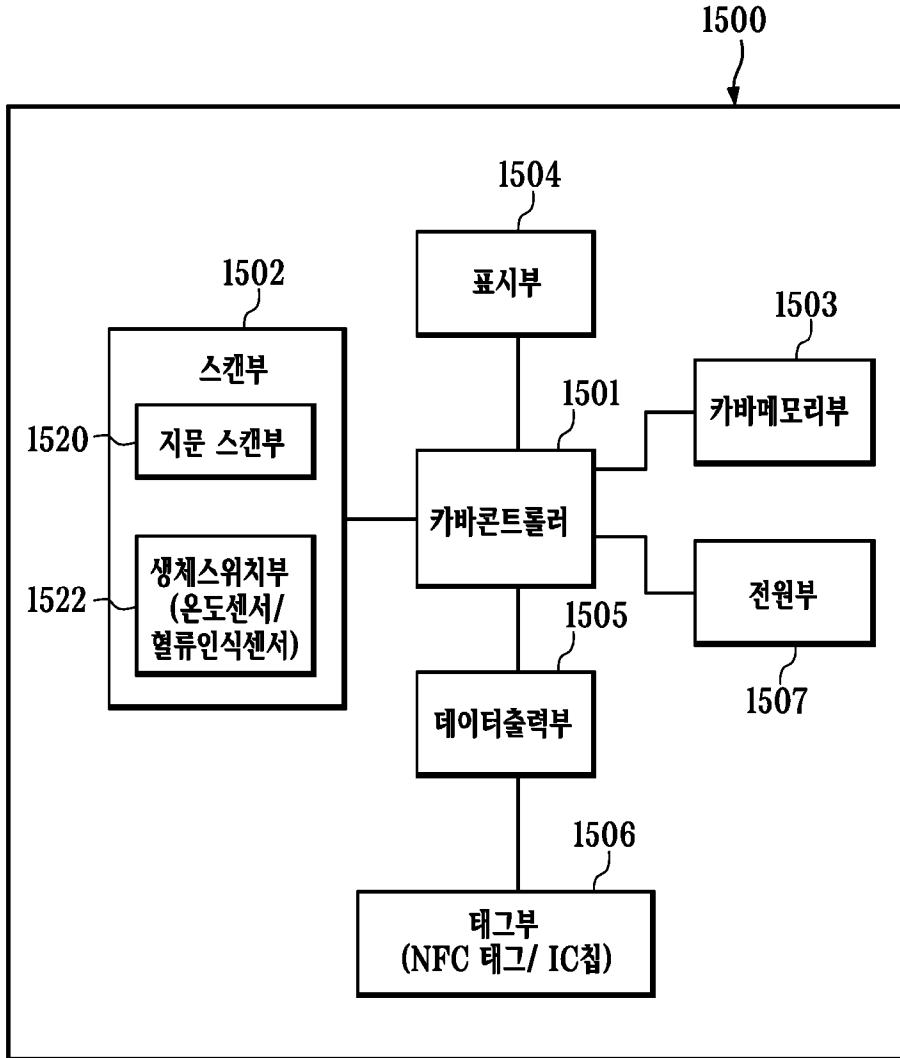 1500
1504
표시부
1502
스캔부
1503
카바메모리부
1501
1520
지문 스캔부
카바콘트롤러
1522
생체스위치부
(온도센서/
혈류인식센서)
전원부
1505
1507
데이터출력부
1506
태그부
(NFC 태그/ IC칩)